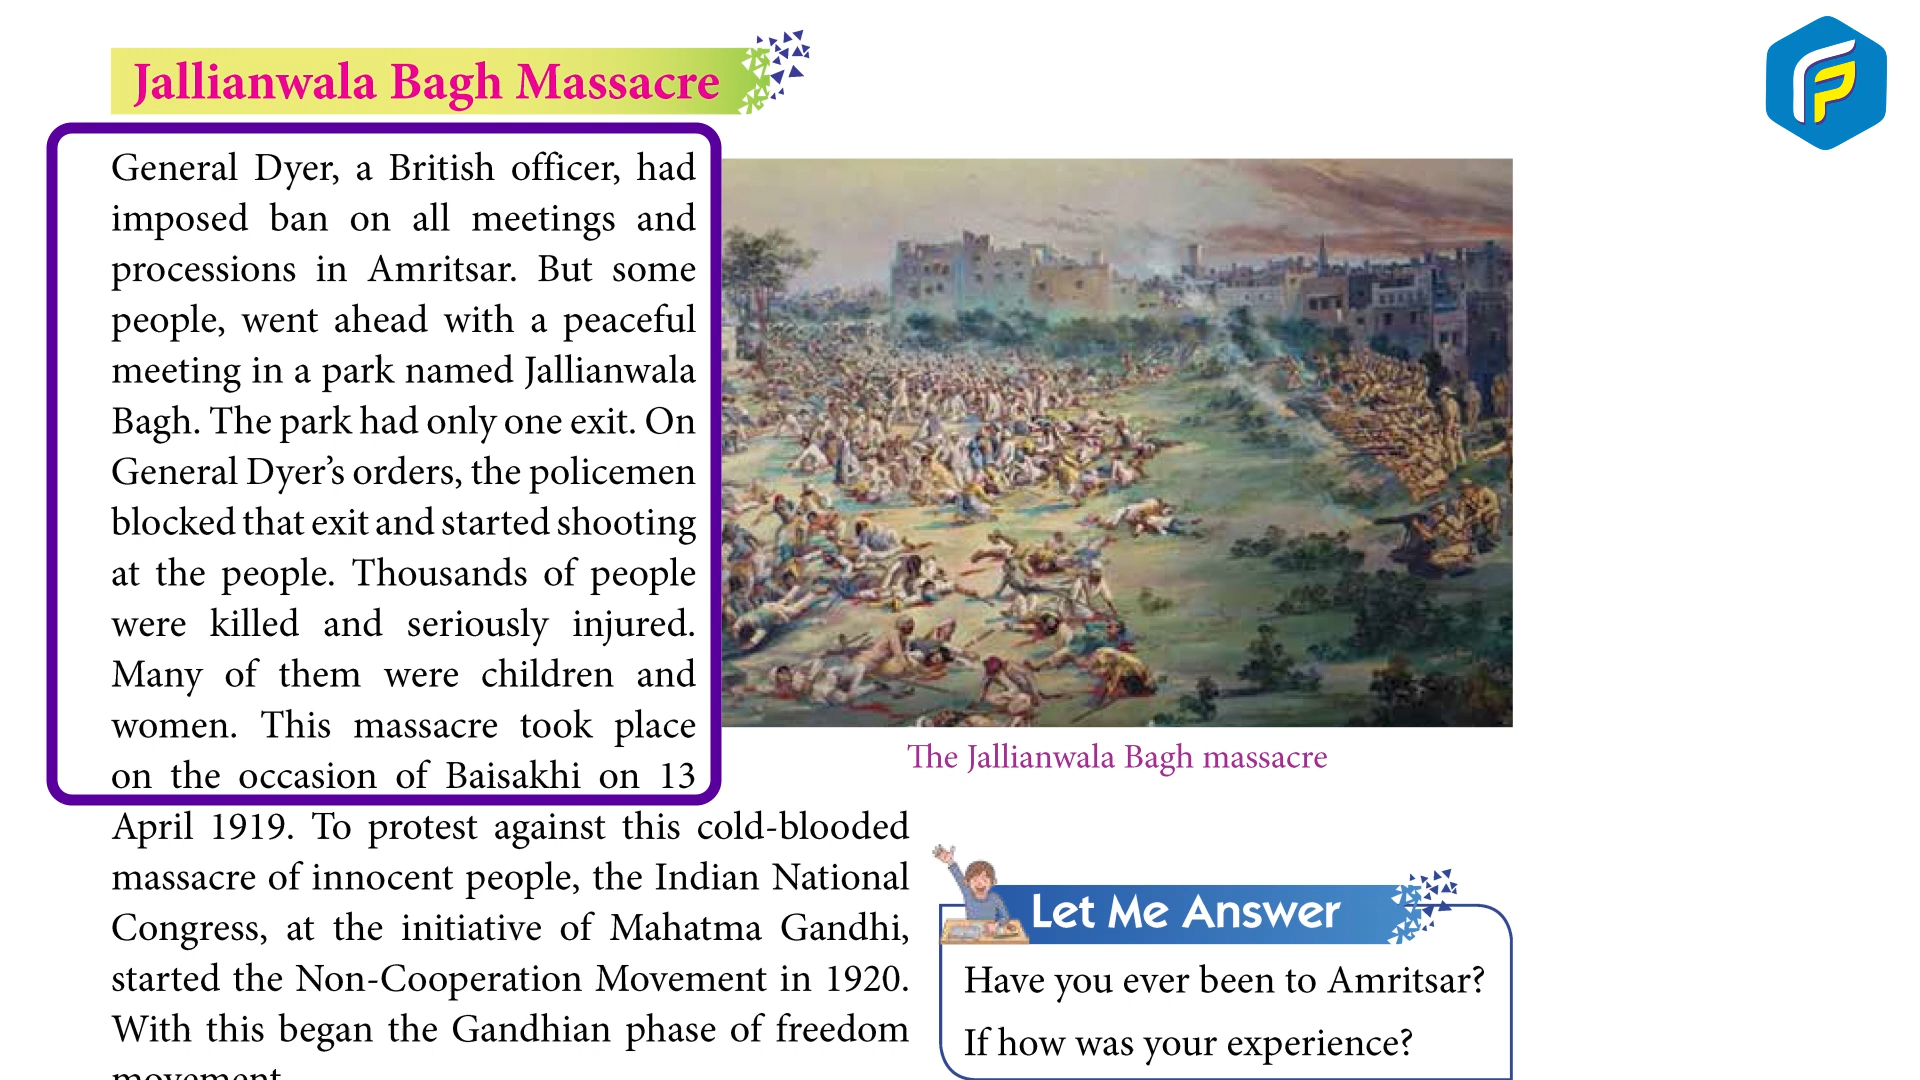 Jallianwala Bagh Massacre
General Dyer, a British officer, had
imposed ban on all meetings and
processions in Amritsar. But some
people, went ahead with a peaceful
meeting in a park named Jallianwala
Bagh. The park had only one exit. On
General Dyer’s orders, the policemen
blocked that exit and started shooting
at the people. Thousands of people
were killed and seriously injured.
Many of them were children and
women. This massacre took place
on the occasion of Baisakhi on 13
April 1919. To protest against this cold-blooded
massacre of innocent people, the Indian National
Congress, at the initiative of Mahatma Gandhi,
started the Non-Cooperation Movement in 1920.
With this began the Gandhian phase of freedom
movement.
The Jallianwala Bagh massacre
Let Me Answer
Have you ever been to Amritsar?
If how was your experience?